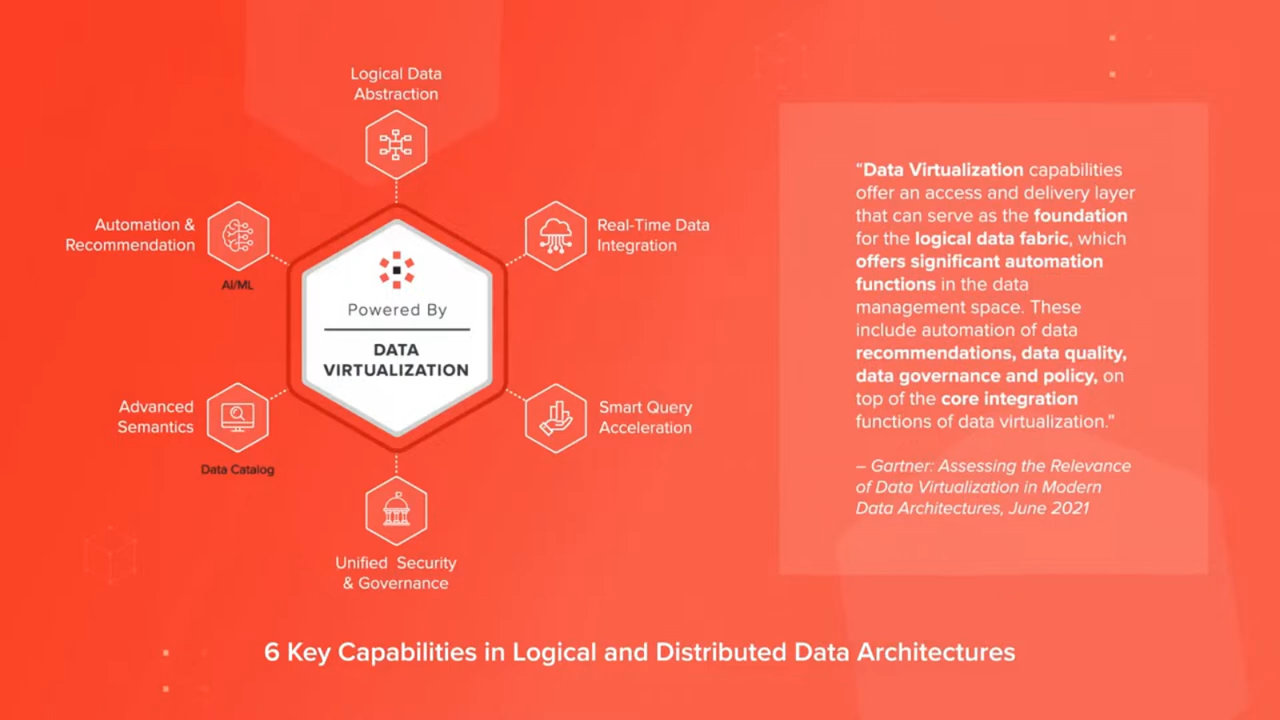 Logical Data
Abstraction
Automation &
Recommendation
AI/ML
Real-Time Data
Integration
Powered By
DATA
VIRTUALIZATION
Advanced
Semantics
Data Catalog
Smart Query
Acceleration
Unified Security
& Governance
“Data Virtualization capabilities
offer an access and delivery layer
that can serve as the foundation
for the logical data fabric, which
offers significant automation
functions in the data
management space. These
include automation of data
recommendations, data quality,
data governance and policy, on
top of the core integration
functions of data virtualization.”
– Gartner: Assessing the Relevance
of Data Virtualization in Modern
Data Architectures, June 2021
6 Key Capabilities in Logical and Distributed Data Architectures